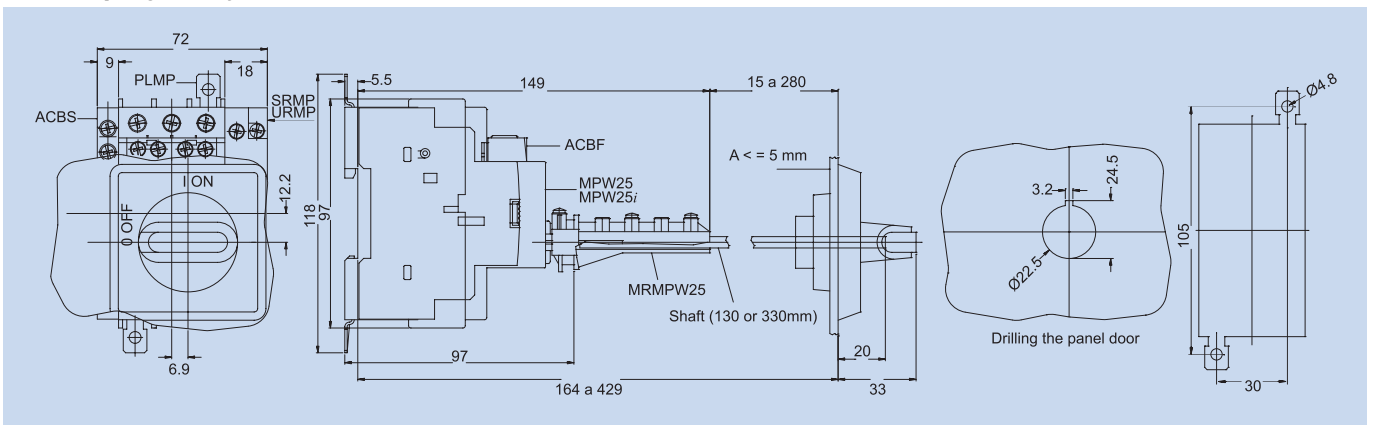 72
9
PLMP
18
ACBS
SRMP
URMP
I ON
0 OFF
12.2
6.9
5.5
149
15 a 280
ACBF
A < = 5 mm
MPW25
MPW25i
118
97
MRMPW25
Shaft (130 or 330mm)
97
20
164 a 429
33
3.2
24.5
Ø22.5
Drilling the panel door
Ø4.8
105
30